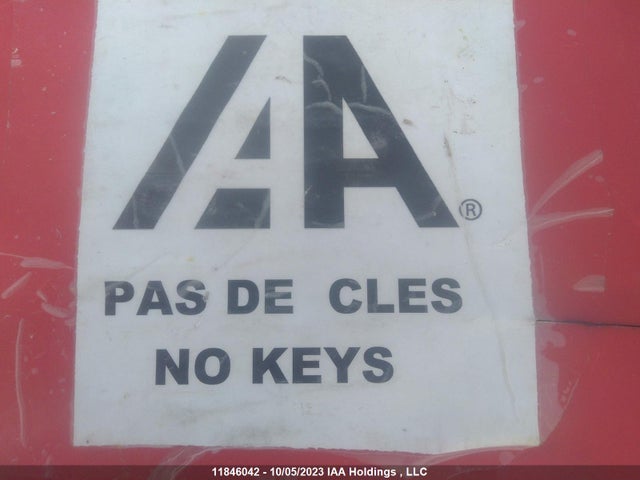 IAA®
PAS DE CLES
NO KEYS
11846042 - 10/05/2023 IAA Holdings , LLC